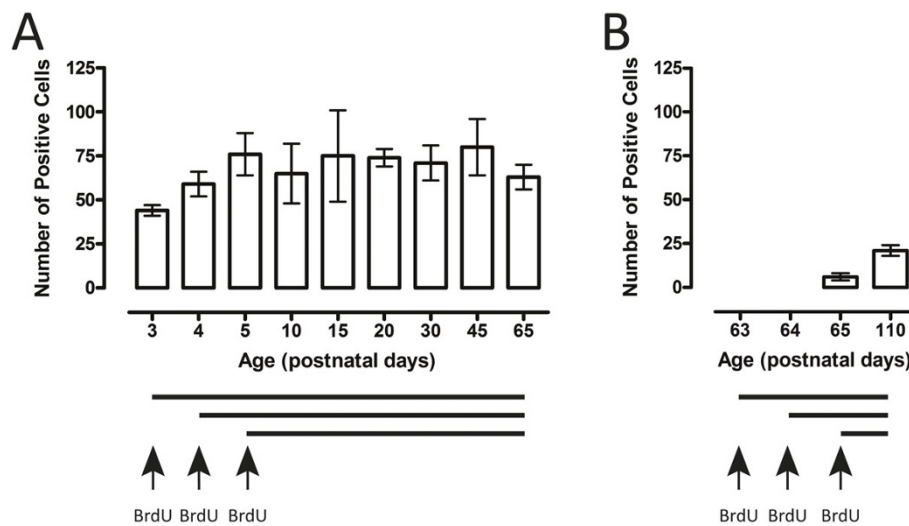 A
Number of Positive Cells
125
100
75
50
25
0
3 4 5 10 15 20 30 45 65
Age (postnatal days)
BrdU BrdU BrdU
B
Number of Positive Cells
125
100
75
50
25
0
63 64 65 110
Age (postnatal days)
BrdU BrdU BrdU